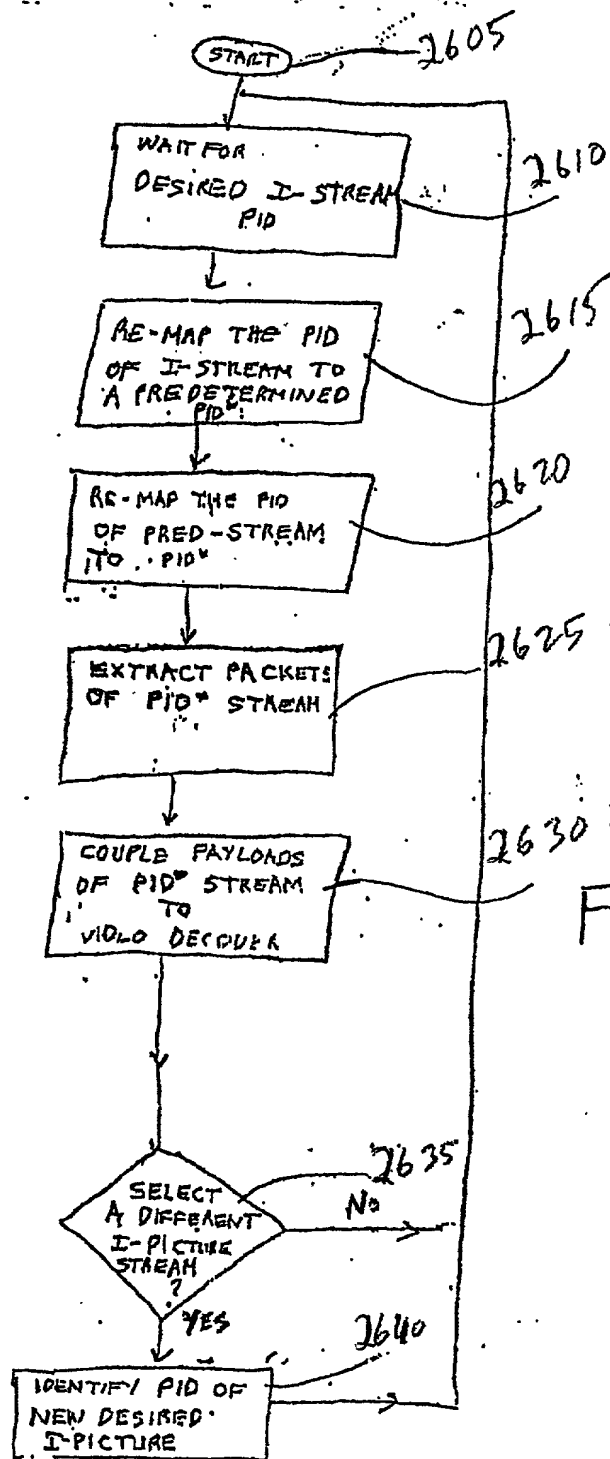 START
2605
WAIT FOR
DESIRED I-STREAM
PID
2610
RE-MAP THE PID
OF I-STREAM TO
A PREDETERMINED
PID*
2615
RE-MAP THE PID
OF PRED-STREAM
TO PID*
2620
EXTRACT PACKETS
OF PID* STREAM
2625
COUPLE PAYLOADS
OF PID* STREAM
TO
VIDEO DECODER
2630
F
SELECT
A DIFFERENT
I-PICTURE
STREAM
?
2635
No
YES
2640
IDENTIFY PID OF
NEW DESIRED
I-PICTURE